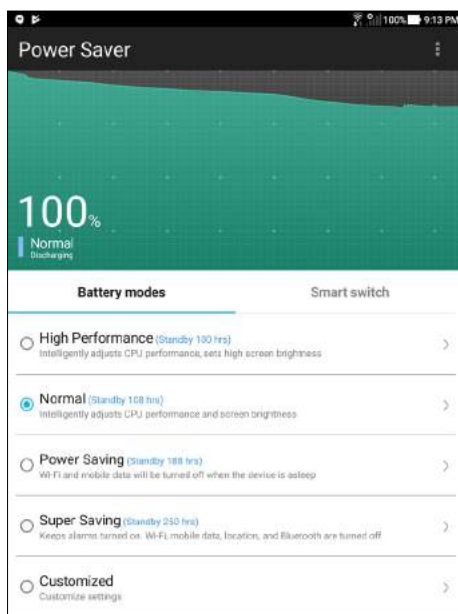 100% 9:13 PM
Power Saver
100%
Normal
Discharging
Battery modes
Smart switch
High Performance (Standby 100 hrs)
Intelligently adjusts CPU performance, sets high screen brightness
Normal (Standby 108 hrs)
Intelligently adjusts CPU performance and screen brightness
Power Saving (Standby 188 hrs)
Wi-Fi and mobile data will be turned off when the device is asleep
Super Saving (Standby 250 hrs)
Keeps alarms turned on. Wi-Fi, mobile data, location, and Bluetooth are turned off
Customized
Customize settings